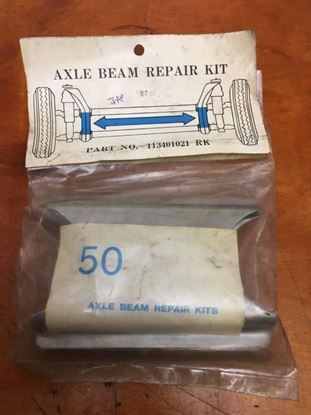 AXLE BEAM REPAIR KIT
PART NO. - 113401021 RK
50
AXLE BEAM REPAIR KITS